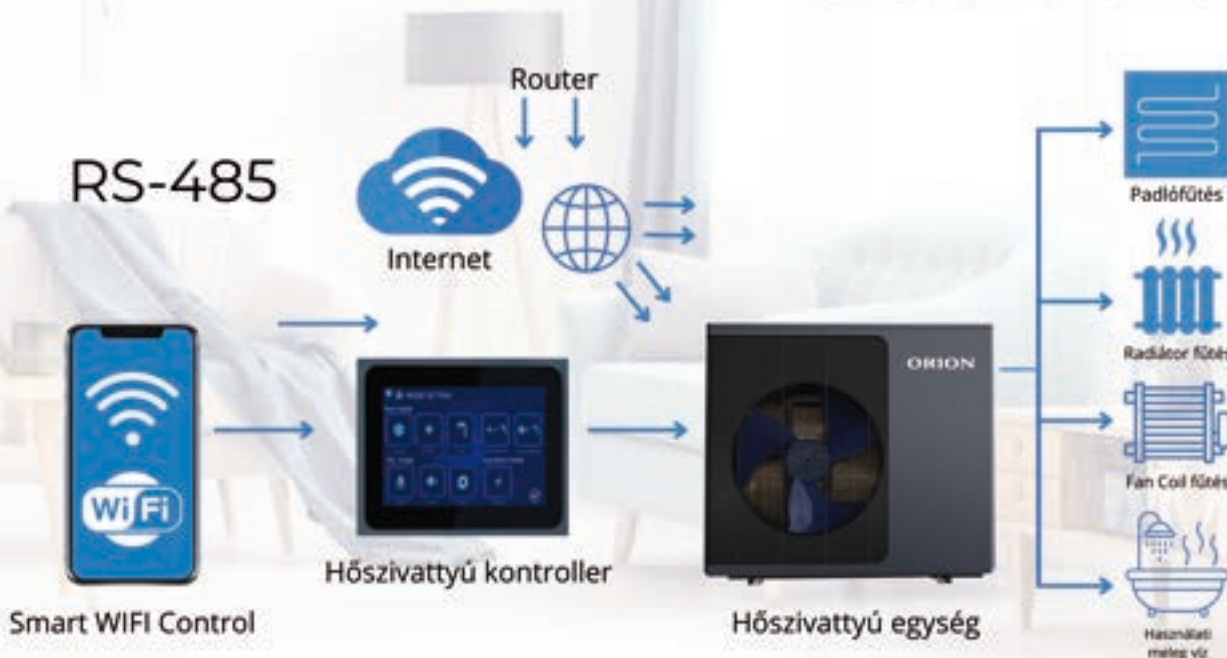 Router
RS-485
Internet
ORION
WiFi
Hőszivattyú kontroller
Smart WIFI Control
Hőszivattyú egység
Padlófűtés
Radiátor fűtés
Fan Coil fűtés
Használati
meleg víz